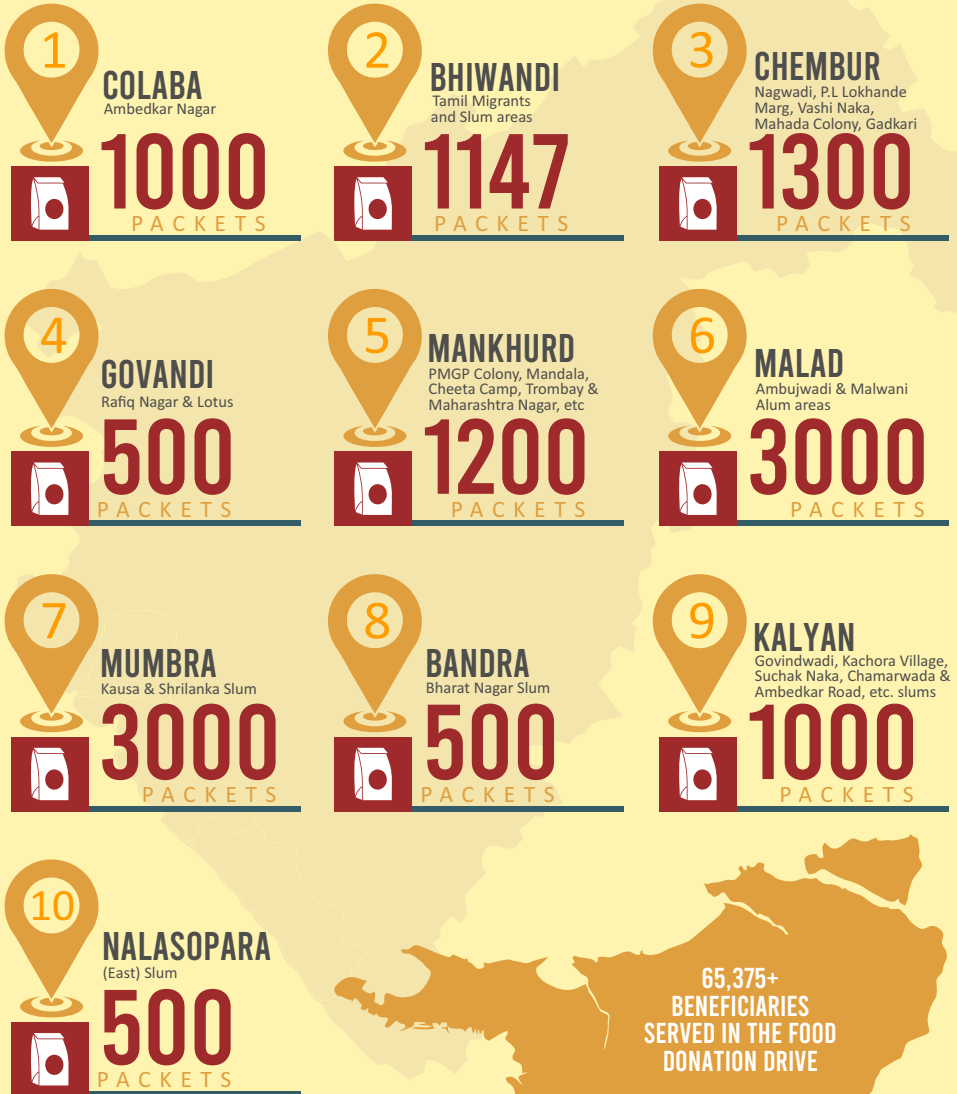 1
COLABA
Ambedkar Nagar
1000
PACKETS
2
BHIWANDI
Tamil Migrants
and Slum areas
1147
PACKETS
3
CHEMBUR
Nagwadi, P.L Lokhande
Marg, Vashi Naka,
Mahada Colony, Gadkari
1300
PACKETS
4
GOVANDI
Rafiq Nagar & Lotus
500
PACKETS
5
MANKHURD
PMGP Colony, Mandala,
Cheeta Camp, Trombay &
Maharashtra Nagar, etc
1200
PACKETS
6
MALAD
Ambujwadi & Malwani
Alum areas
3000
PACKETS
7
MUMBRA
Kausa & Shrilanka Slum
3000
PACKETS
8
BANDRA
Bharat Nagar Slum
500
PACKETS
9
KALYAN
Govindwadi, Kachora Village,
Suchak Naka, Chamarwada &
Ambedkar Road, etc. slums
1000
PACKETS
10
NALASOPARA
(East) Slum
500
PACKETS
65,375+
BENEFICIARIES
SERVED IN THE FOOD
DONATION DRIVE